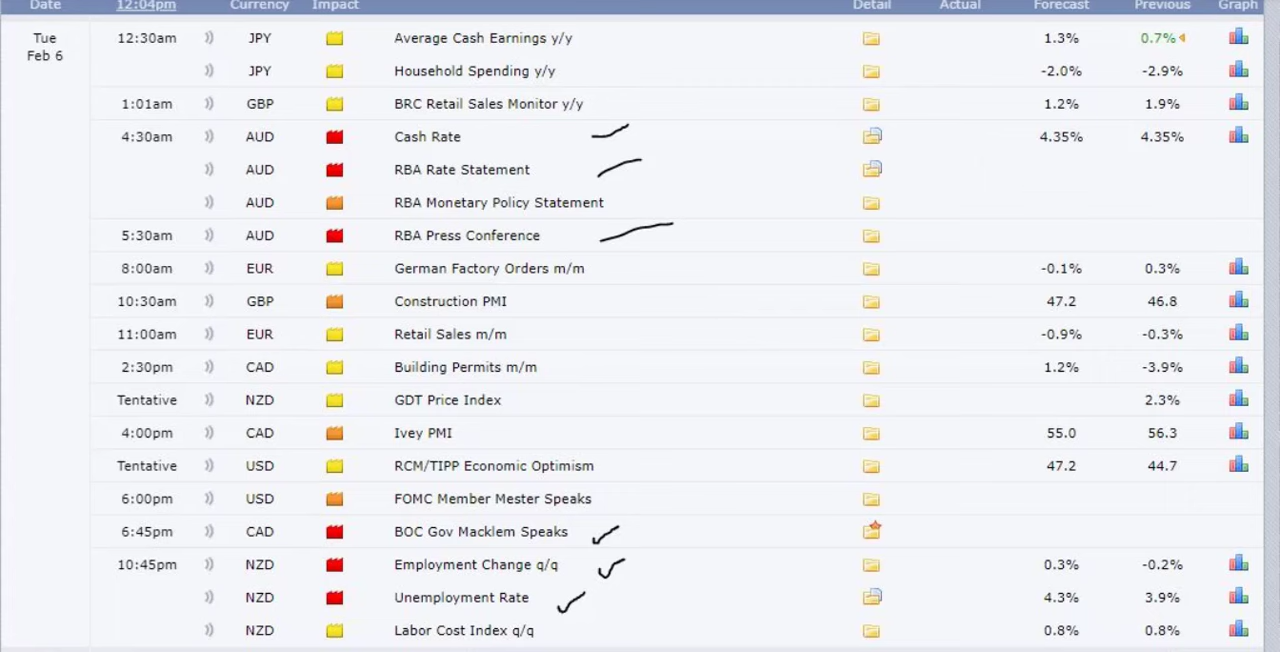 Date 12:04pm Currency Impact Detail Actual Forecast Previous Graph
Tue 12:30am JPY Average Cash Earnings y/y 1.3% 0.7%
Feb 6
JPY Household Spending y/y -2.0% -2.9%
1:01am GBP BRC Retail Sales Monitor y/y 1.2% 1.9%
4:30am AUD Cash Rate 4.35% 4.35%
AUD RBA Rate Statement
AUD RBA Monetary Policy Statement
5:30am AUD RBA Press Conference
8:00am EUR German Factory Orders m/m -0.1% 0.3%
10:30am GBP Construction PMI 47.2 46.8
11:00am EUR Retail Sales m/m -0.9% -0.3%
2:30pm CAD Building Permits m/m 1.2% -3.9%
Tentative NZD GDT Price Index 2.3%
4:00pm CAD Ivey PMI 55.0 56.3
Tentative USD RCM/TIPP Economic Optimism 47.2 44.7
6:00pm USD FOMC Member Mester Speaks
6:45pm CAD BOC Gov Macklem Speaks
10:45pm NZD Employment Change q/q 0.3% -0.2%
NZD Unemployment Rate 4.3% 3.9%
NZD Labor Cost Index q/q 0.8% 0.8%